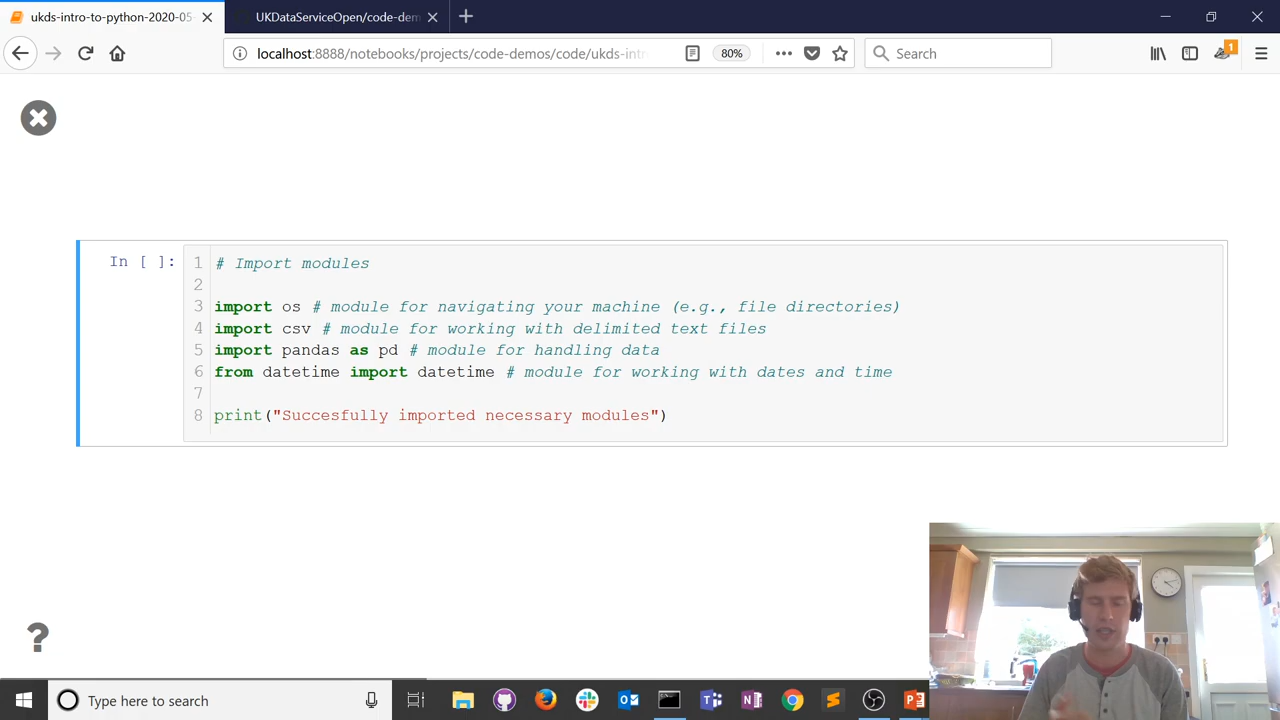 ukds-intro-to-python-2020-05-
UKDataServiceOpen/code-dem
localhost:8888/notebooks/projects/code-demos/code/ukds-intr
80%
Search
1
In [ ]:
1 # Import modules
2
3 import os # module for navigating your machine (e.g., file directories)
4 import csv # module for working with delimited text files
5 import pandas as pd # module for handling data
6 from datetime import datetime # module for working with dates and time
7
8 print("Succesfully imported necessary modules")
?
Type here to search